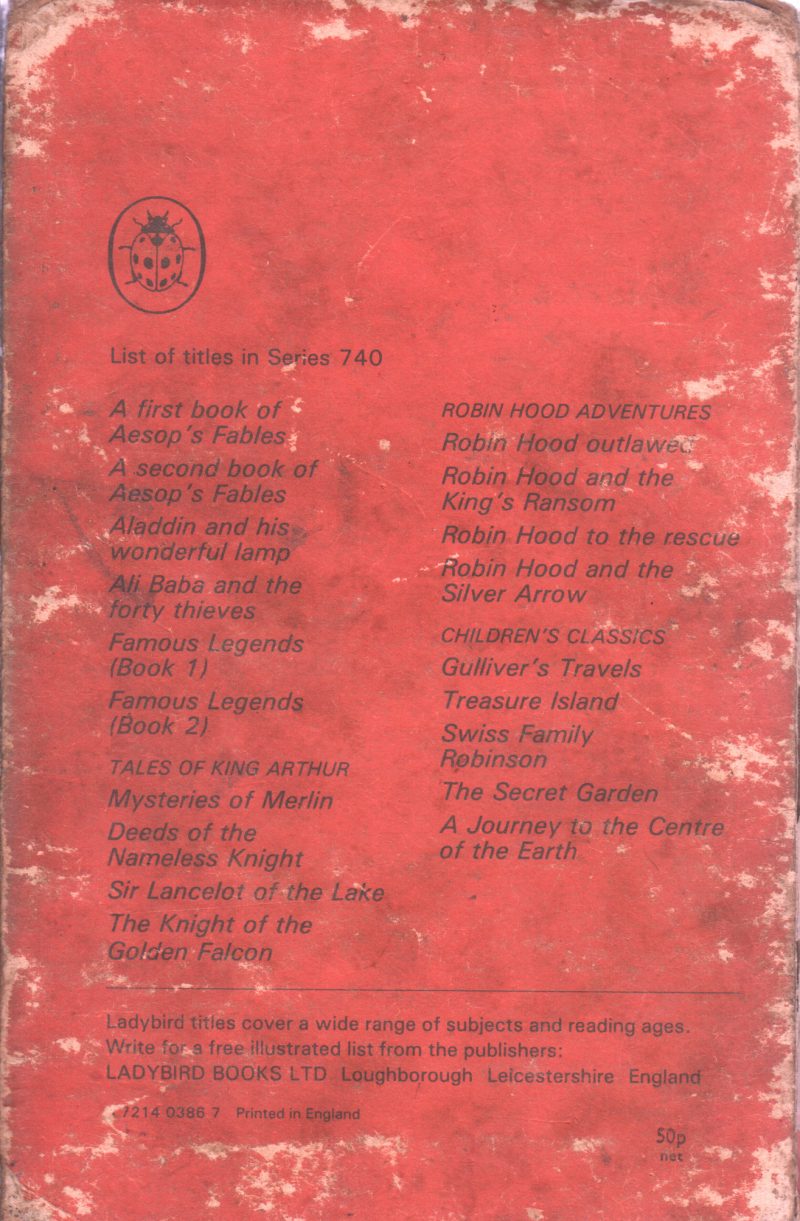 List of titles in Series 740
A first book of
Aesop's Fables
A second book of
Aesop's Fables
Aladdin and his
wonderful lamp
Ali Baba and the
forty thieves
Famous Legends
(Book 1)
Famous Legends
(Book 2)
TALES OF KING ARTHUR
Mysteries of Merlin
Deeds of the
Nameless Knight
Sir Lancelot of the Lake
The Knight of the
Golden Falcon
ROBIN HOOD ADVENTURES
Robin Hood outlawed
Robin Hood and the
King's Ransom
Robin Hood to the rescue
Robin Hood and the
Silver Arrow
CHILDREN'S CLASSICS
Gulliver's Travels
Treasure Island
Swiss Family
Robinson
The Secret Garden
A Journey to the Centre
of the Earth
Ladybird titles cover a wide range of subjects and reading ages.
Write for a free illustrated list from the publishers:
LADYBIRD BOOKS LTD Loughborough Leicestershire England
7214 0386 7 Printed in England
50p
net